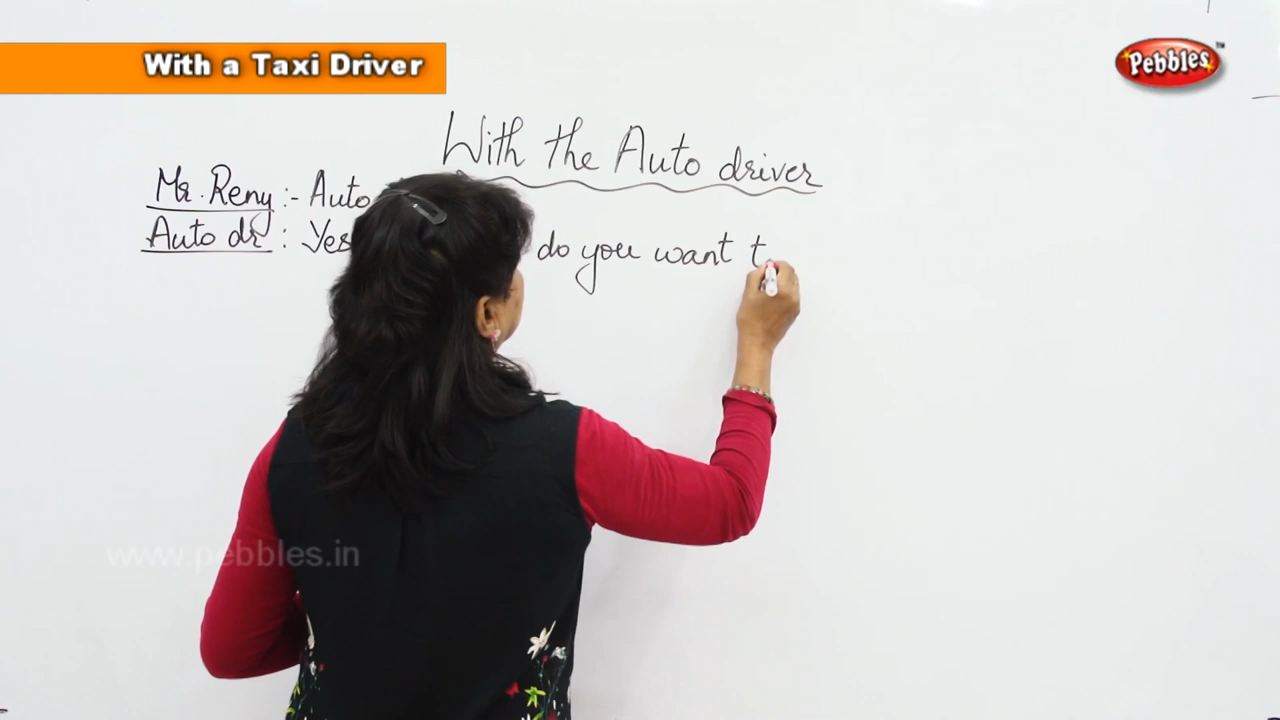 With a Taxi Driver
Pebbles™
With the Auto driver
Mr. Reny :- Auto
Auto dr : Yes do you want t
www.pebbles.in